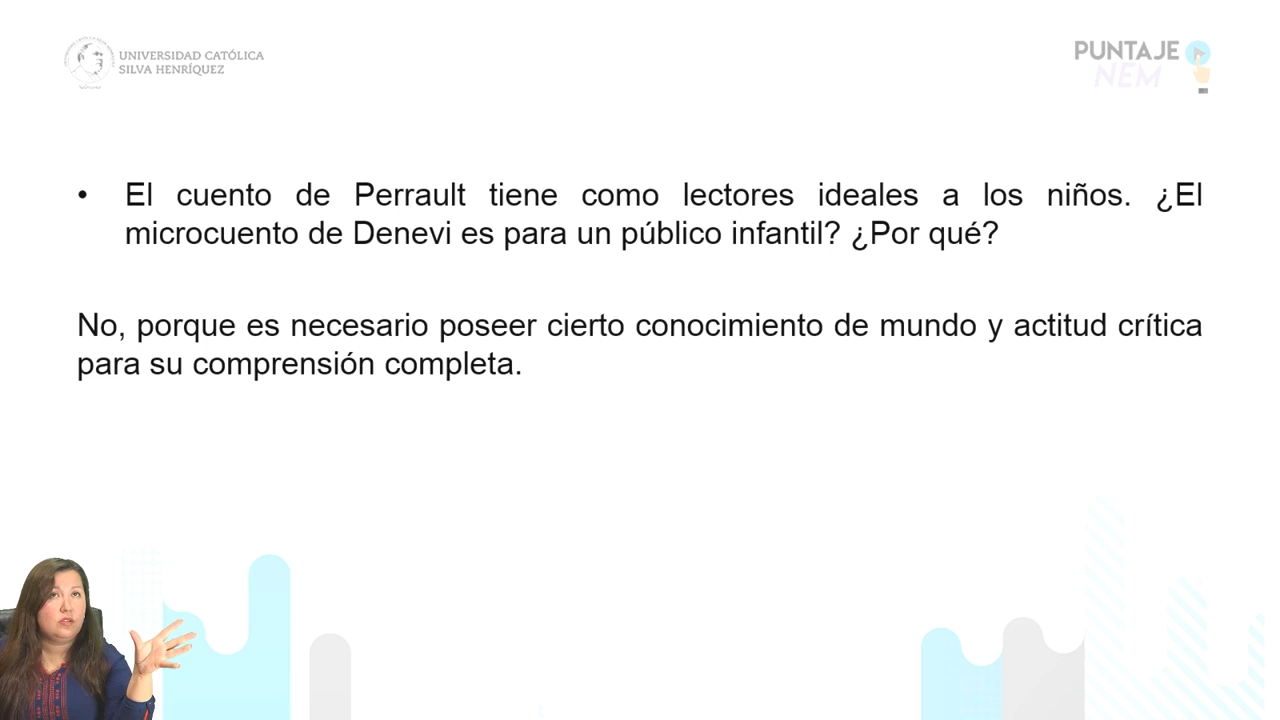 UNIVERSIDAD CATÓLICA
SILVA HENRÍQUEZ
PUNTAJE
NEM
• El cuento de Perrault tiene como lectores ideales a los niños. ¿El
microcuento de Denevi es para un público infantil? ¿Por qué?
No, porque es necesario poseer cierto conocimiento de mundo y actitud crítica
para su comprensión completa.